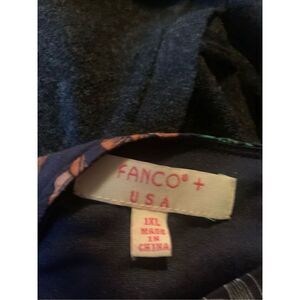 FANCO® +
USA
1XL
MADE
IN
CHINA